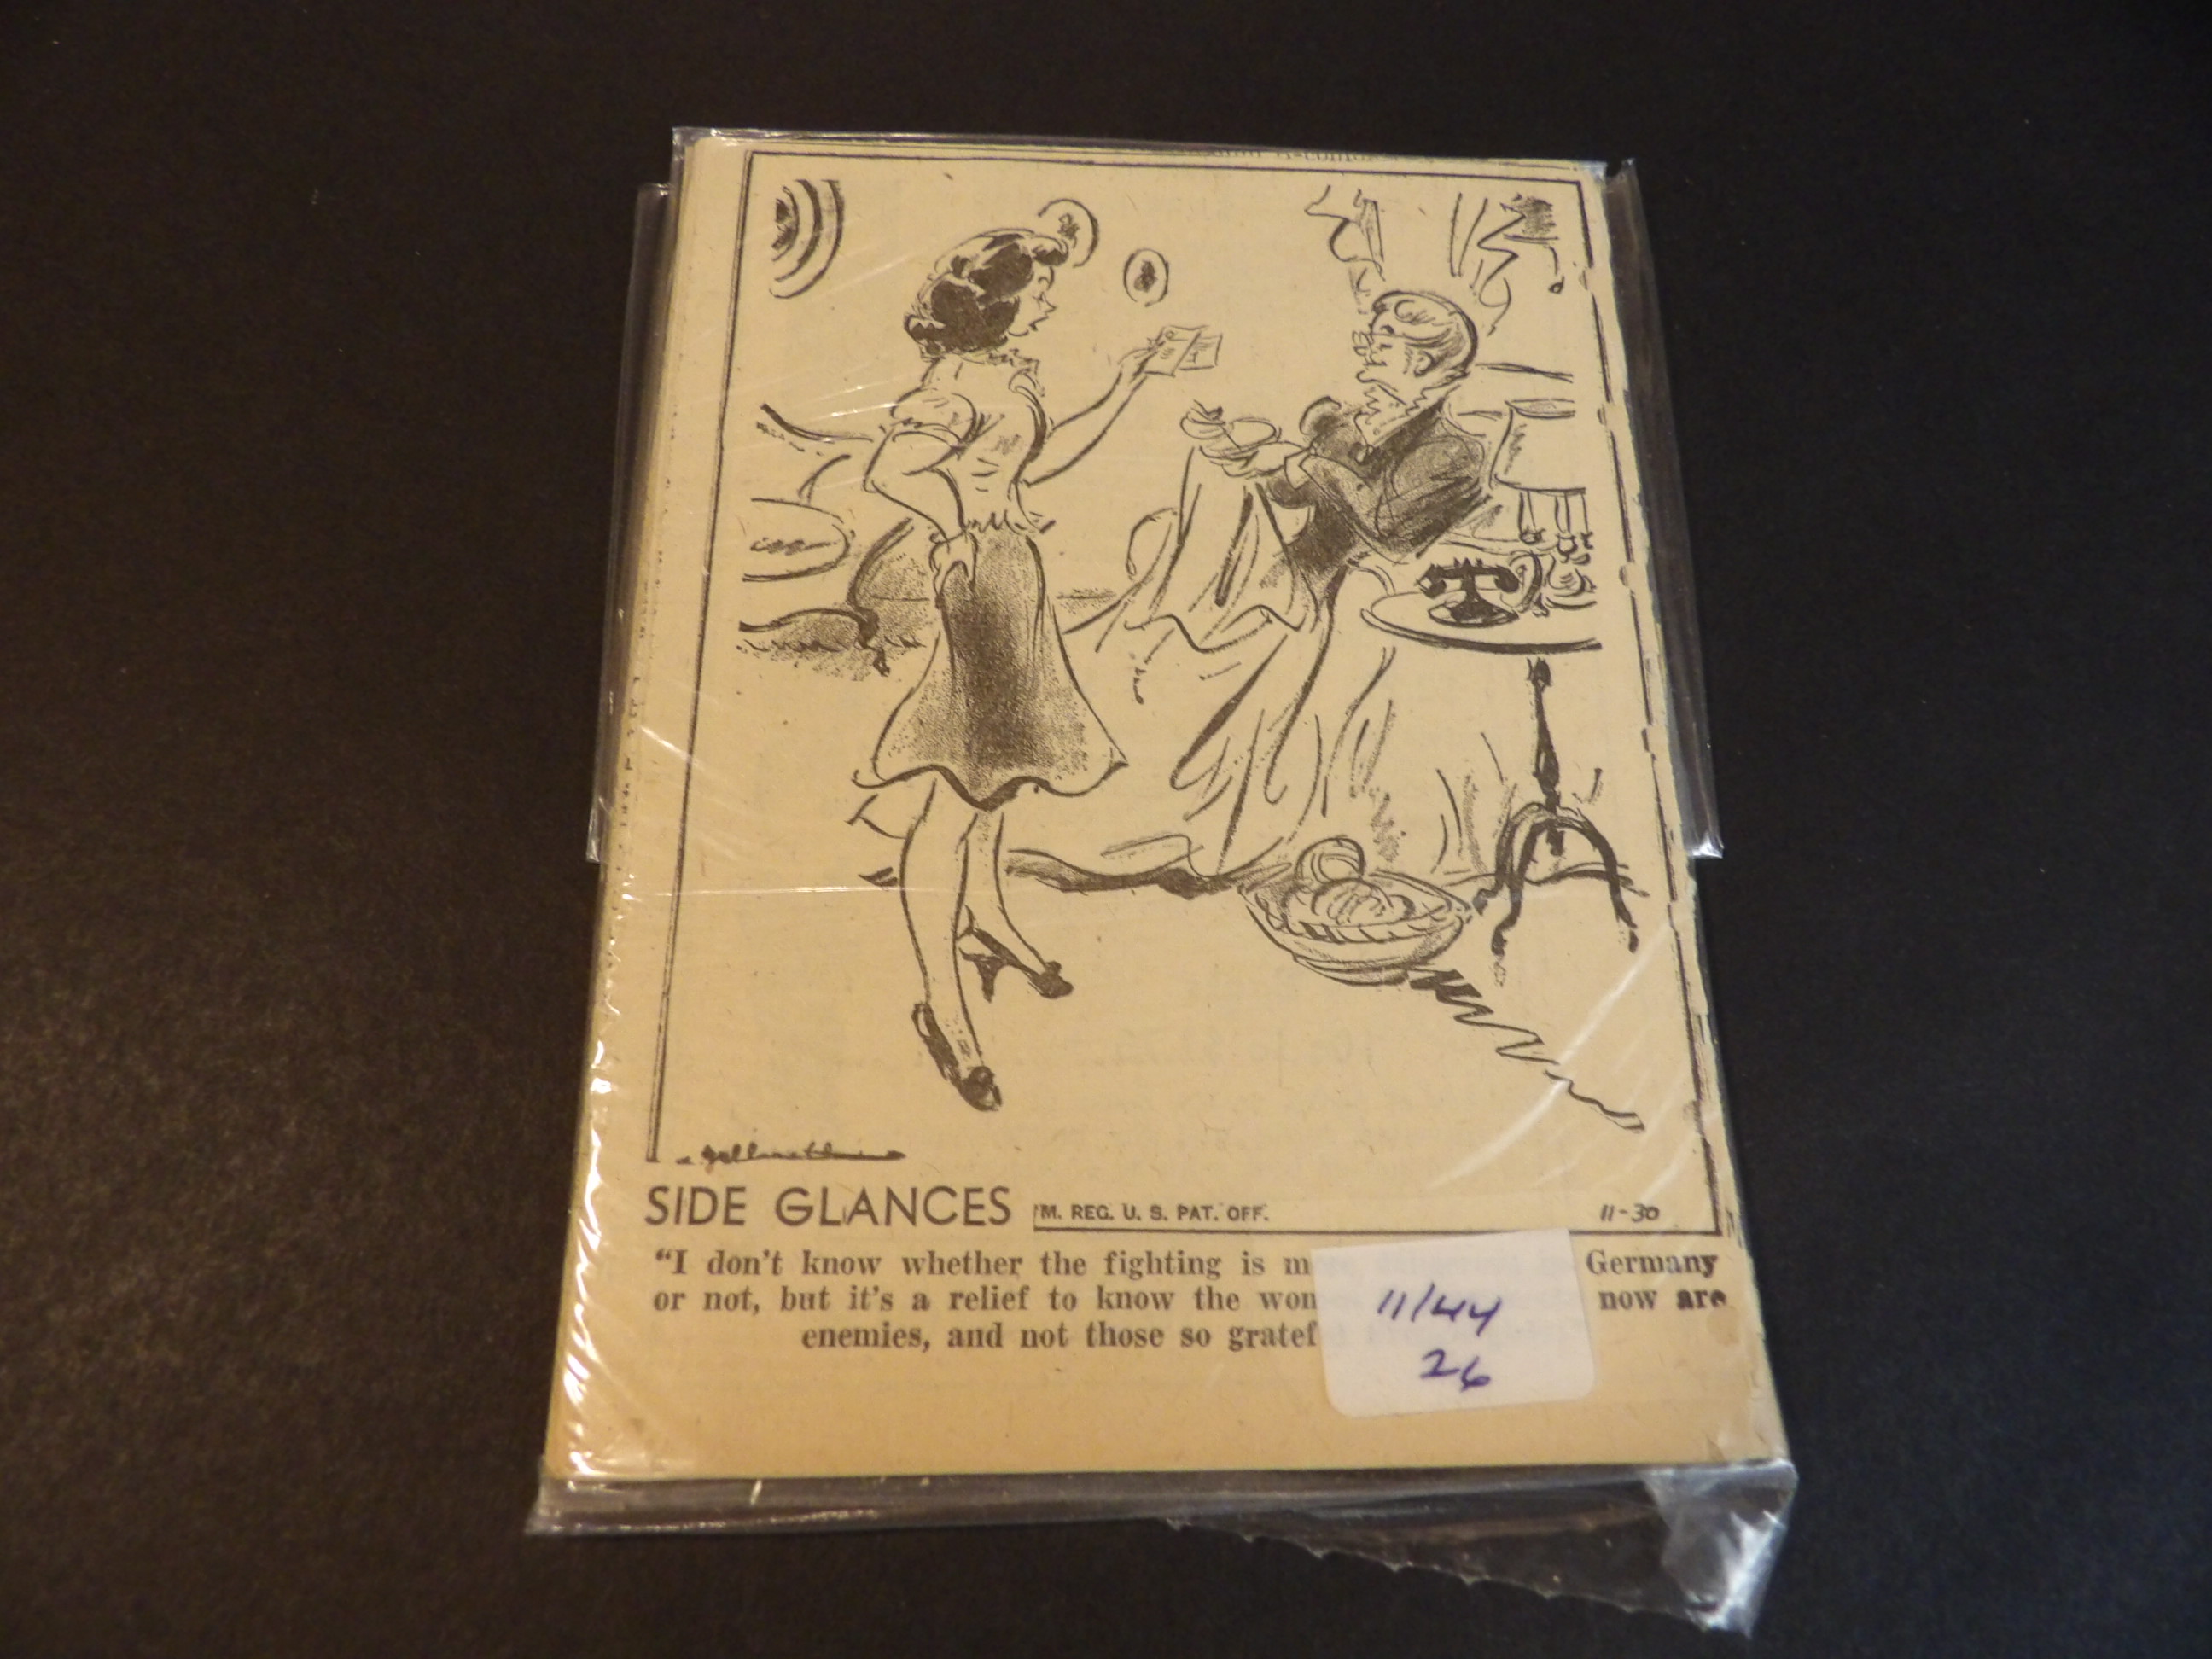 SIDE GLANCES
M. REG. U. S. PAT. OFF.
11-30
"I don't know whether the fighting is Germany
or not, but it's a relief to know the now are
enemies, and not those so
11/44
26